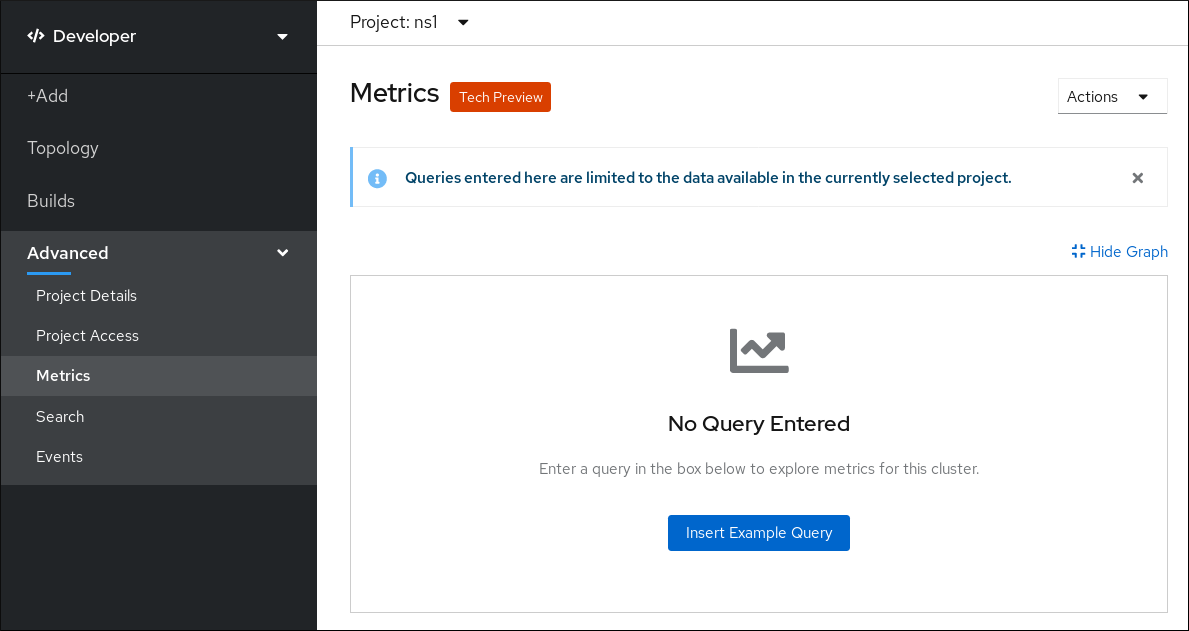 Developer
+Add
Topology
Builds
Advanced
Project Details
Project Access
Metrics
Search
Events
Project: ns1
Metrics
Tech Preview
Actions
Queries entered here are limited to the data available in the currently selected project.
Hide Graph
No Query Entered
Enter a query in the box below to explore metrics for this cluster.
Insert Example Query